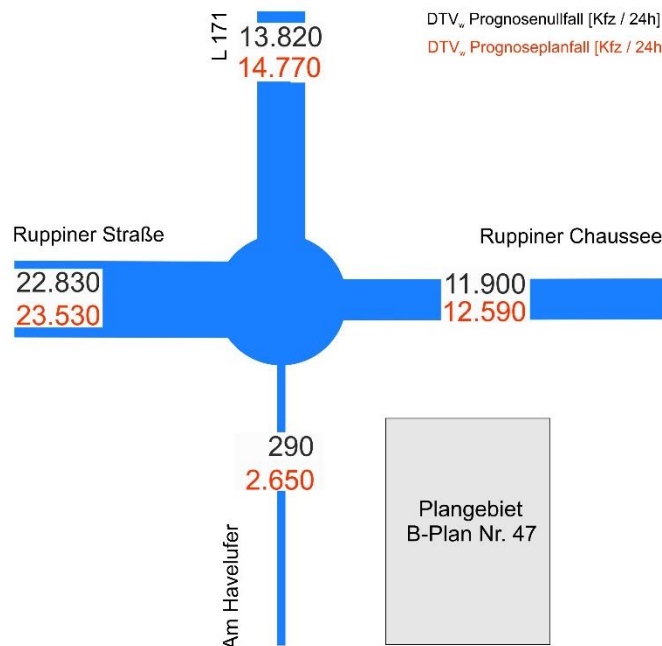 L 171
13.820
14.770
DTVw Prognosenullfall [Kfz / 24h]
DTVw Prognoseplanfall [Kfz / 24h
Ruppiner Straße
Ruppiner Chaussee
22.830
23.530
11.900
12.590
290
2.650
Am Havelufer
Plangebiet
B-Plan Nr. 47